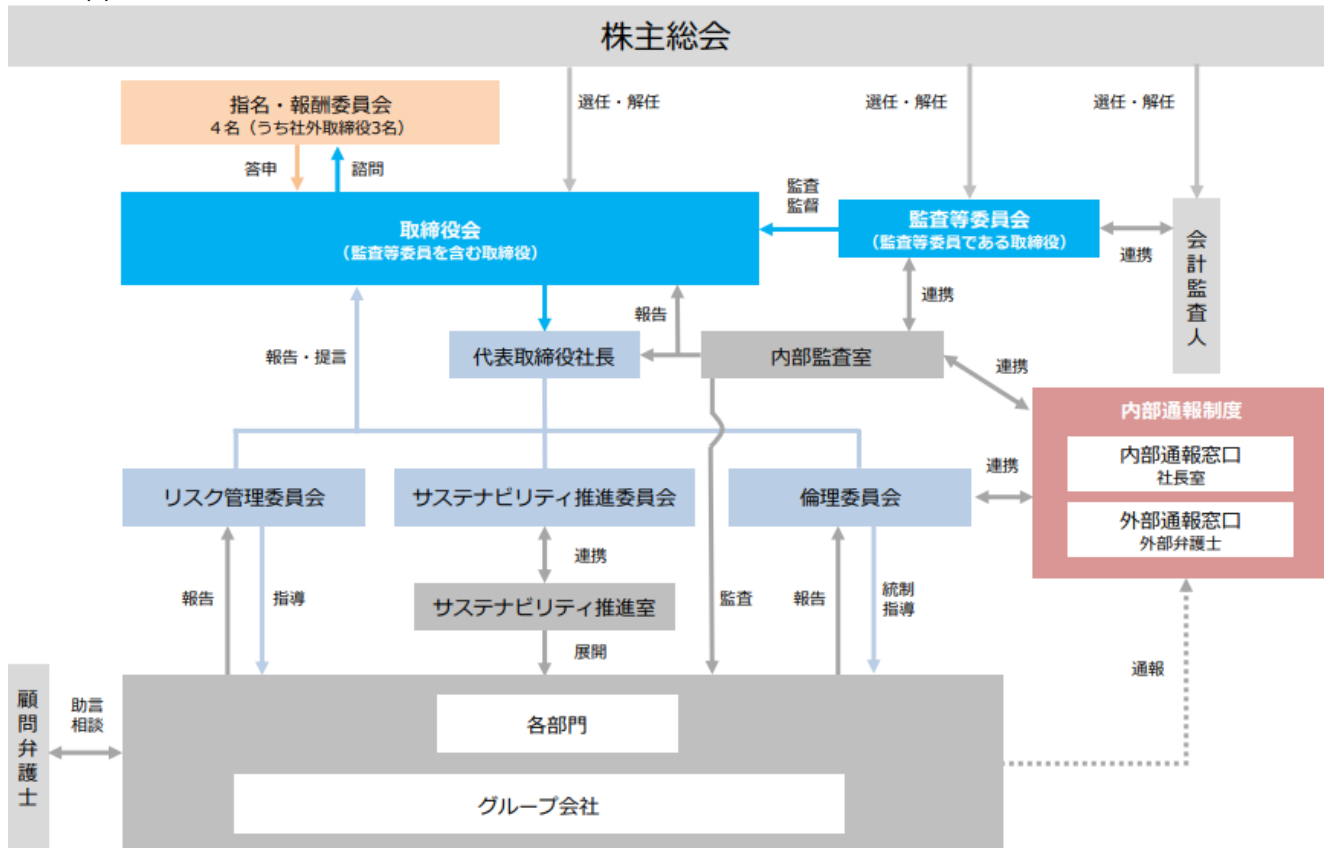 株主総会
指名・報酬委員会
4名（うち社外取締役3名）
選任・解任
選任・解任
選任・解任
答申
諮問
監査
監督
取締役会
（監査等委員を含む取締役）
監査等委員会
（監査等委員である取締役）
連携
会計監査人
報告
連携
報告・提言
代表取締役社長
内部監査室
連携
内部通報制度
内部通報窓口
社長室
外部通報窓口
外部弁護士
リスク管理委員会
サステナビリティ推進委員会
倫理委員会
連携
連携
報告
指導
サステナビリティ推進室
監査
報告
統制
指導
展開
通報
顧問弁護士
助言
相談
各部門
グループ会社